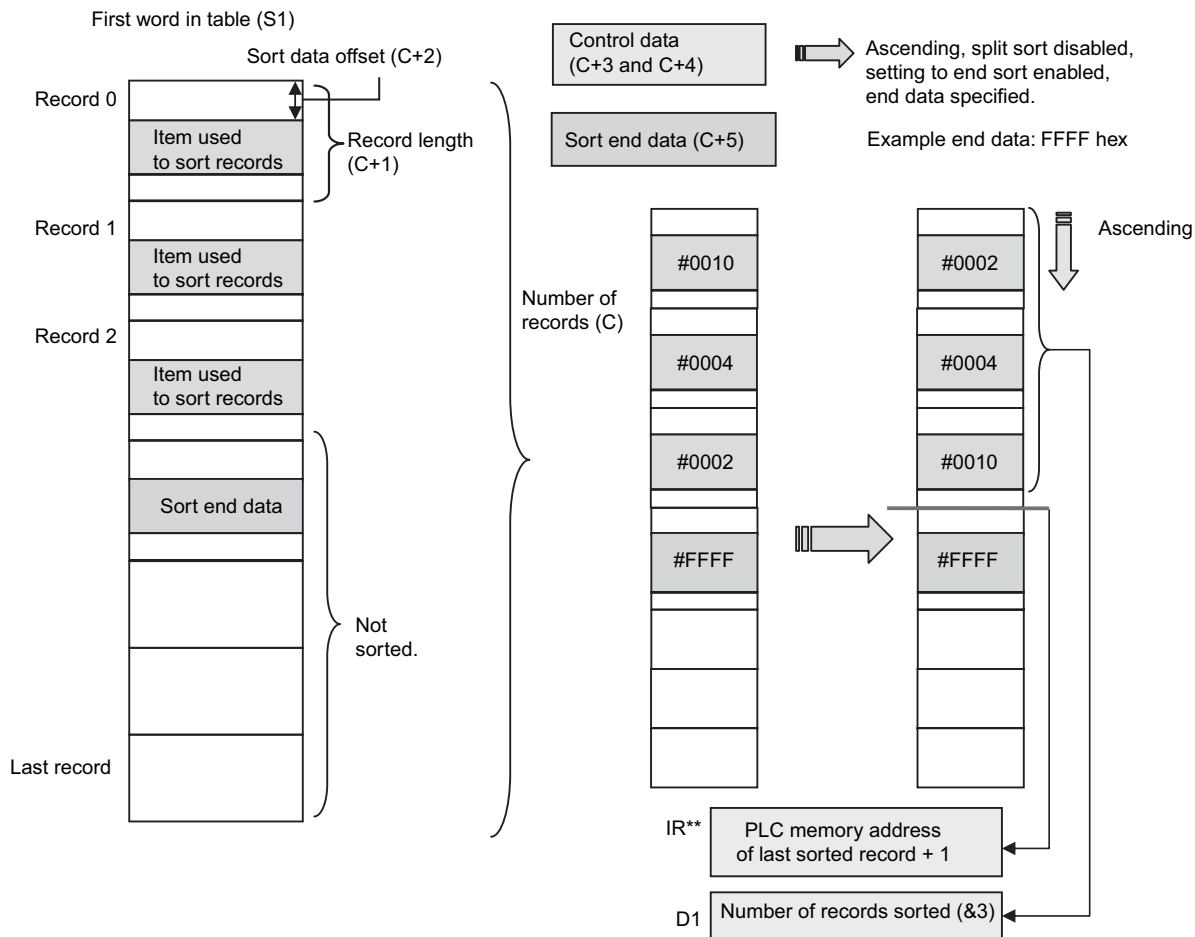 First word in table (S1)
Sort data offset (C+2)
Record 0
Item used
to sort records
Record length
(C+1)
Record 1
Item used
to sort records
Record 2
Item used
to sort records
Sort end data
Not
sorted.
Last record
Number of
records (C)
Control data
(C+3 and C+4)
Ascending, split sort disabled,
setting to end sort enabled,
end data specified.
Sort end data (C+5)
Example end data: FFFF hex
#0010
#0004
#0002
#FFFF
#0002
#0004
#0010
#FFFF
Ascending
IR**
PLC memory address
of last sorted record + 1
D1
Number of records sorted (&3)